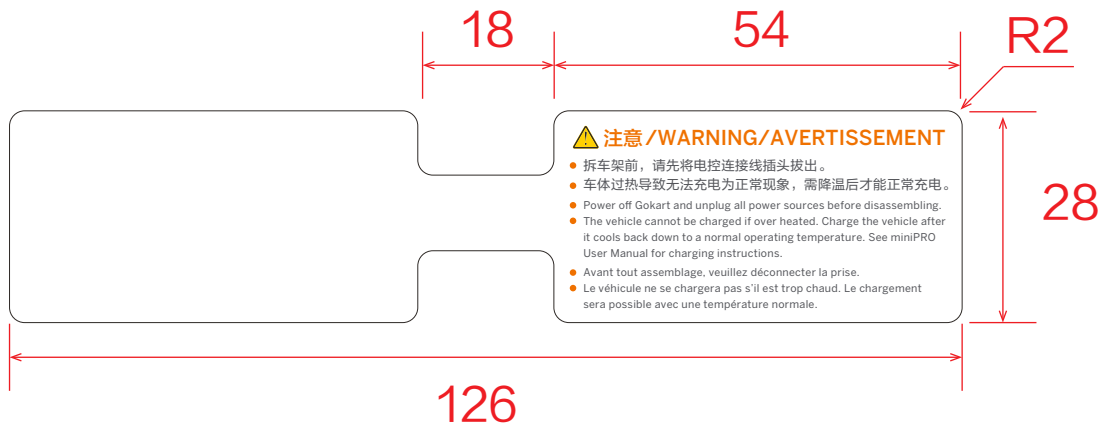 18
54
R2
注意/WARNING/AVERTISSEMENT
拆车架前，请先将电控连接线插头拔出。
车体过热导致无法充电为正常现象，需降温后才能正常充电。
Power off Gokart and unplug all power sources before disassembling.
The vehicle cannot be charged if over heated. Charge the vehicle after
it cools back down to a normal operating temperature. See miniPRO
User Manual for charging instructions.
Avant tout assemblage, veuillez déconnecter la prise.
Le véhicule ne se chargera pas s'il est trop chaud. Le chargement
sera possible avec une température normale.
28
126